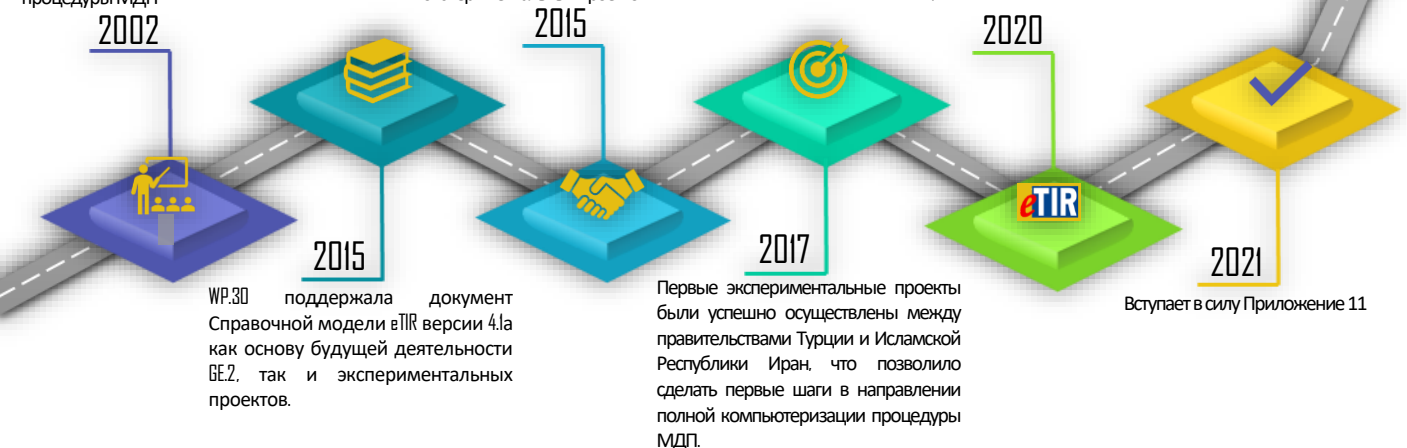 процедуры МДП
2002
2015
2020
eTIR
2015
WP.30 поддержала документ
Справочной модели eTIR версии 4.1a
как основу будущей деятельности
GE.2, так и экспериментальных
проектов.
2017
Первые экспериментальные проекты
были успешно осуществлены между
правительствами Турции и Исламской
Республики Иран, что позволило
сделать первые шаги в направлении
полной компьютеризации процедуры
МДП.
2021
Вступает в силу Приложение 11